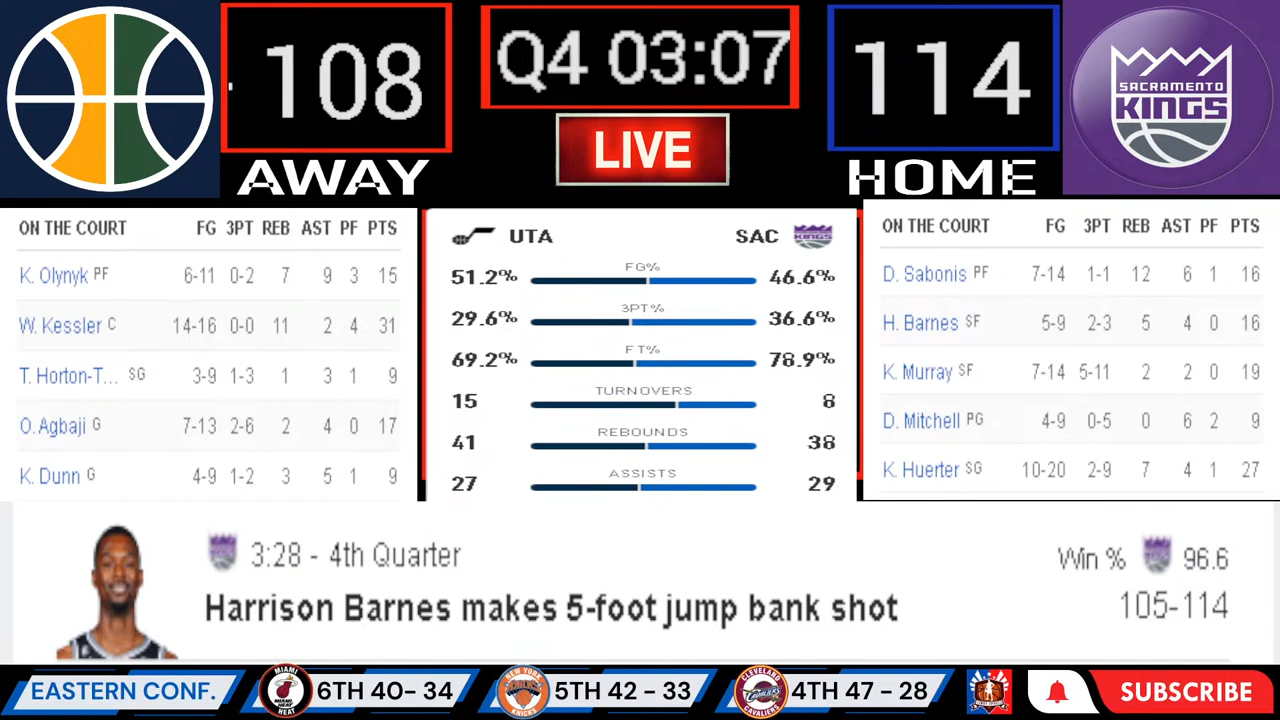 108
Q4 03:07
114
LIVE
AWAY
HOME
SACRAMENTO
KINGS
ON THE COURT FG 3PT REB AST PF PTS
K. Olynyk PF 6-11 0-2 7 9 3 15
W. Kessler C 14-16 0-0 11 2 4 31
T. Horton-T... SG 3-9 1-3 1 3 1 9
O. Agbaji G 7-13 2-6 2 4 0 17
K. Dunn G 4-9 1-2 3 5 1 9
UTA SAC KINGS
FG%
51.2% 46.6%
3PT%
29.6% 36.6%
FT%
69.2% 78.9%
TURNOVERS
15 8
REBOUNDS
41 38
ASSISTS
27 29
ON THE COURT FG 3PT REB AST PF PTS
D. Sabonis PF 7-14 1-1 12 6 1 16
H. Barnes SF 5-9 2-3 5 4 0 16
K. Murray SF 7-14 5-11 2 2 0 19
D. Mitchell PG 4-9 0-5 0 6 2 9
K. Huerter SG 10-20 2-9 7 4 1 27
3:28 - 4th Quarter
Harrison Barnes makes 5-foot jump bank shot
Win % 96.6
105-114
EASTERN CONF.
MIAMI
HEAT
6TH 40- 34
NEW YORK
KNICKS
5TH 42 - 33
CLEVELAND
CAVALIERS
4TH 47 - 28
SUBSCRIBE